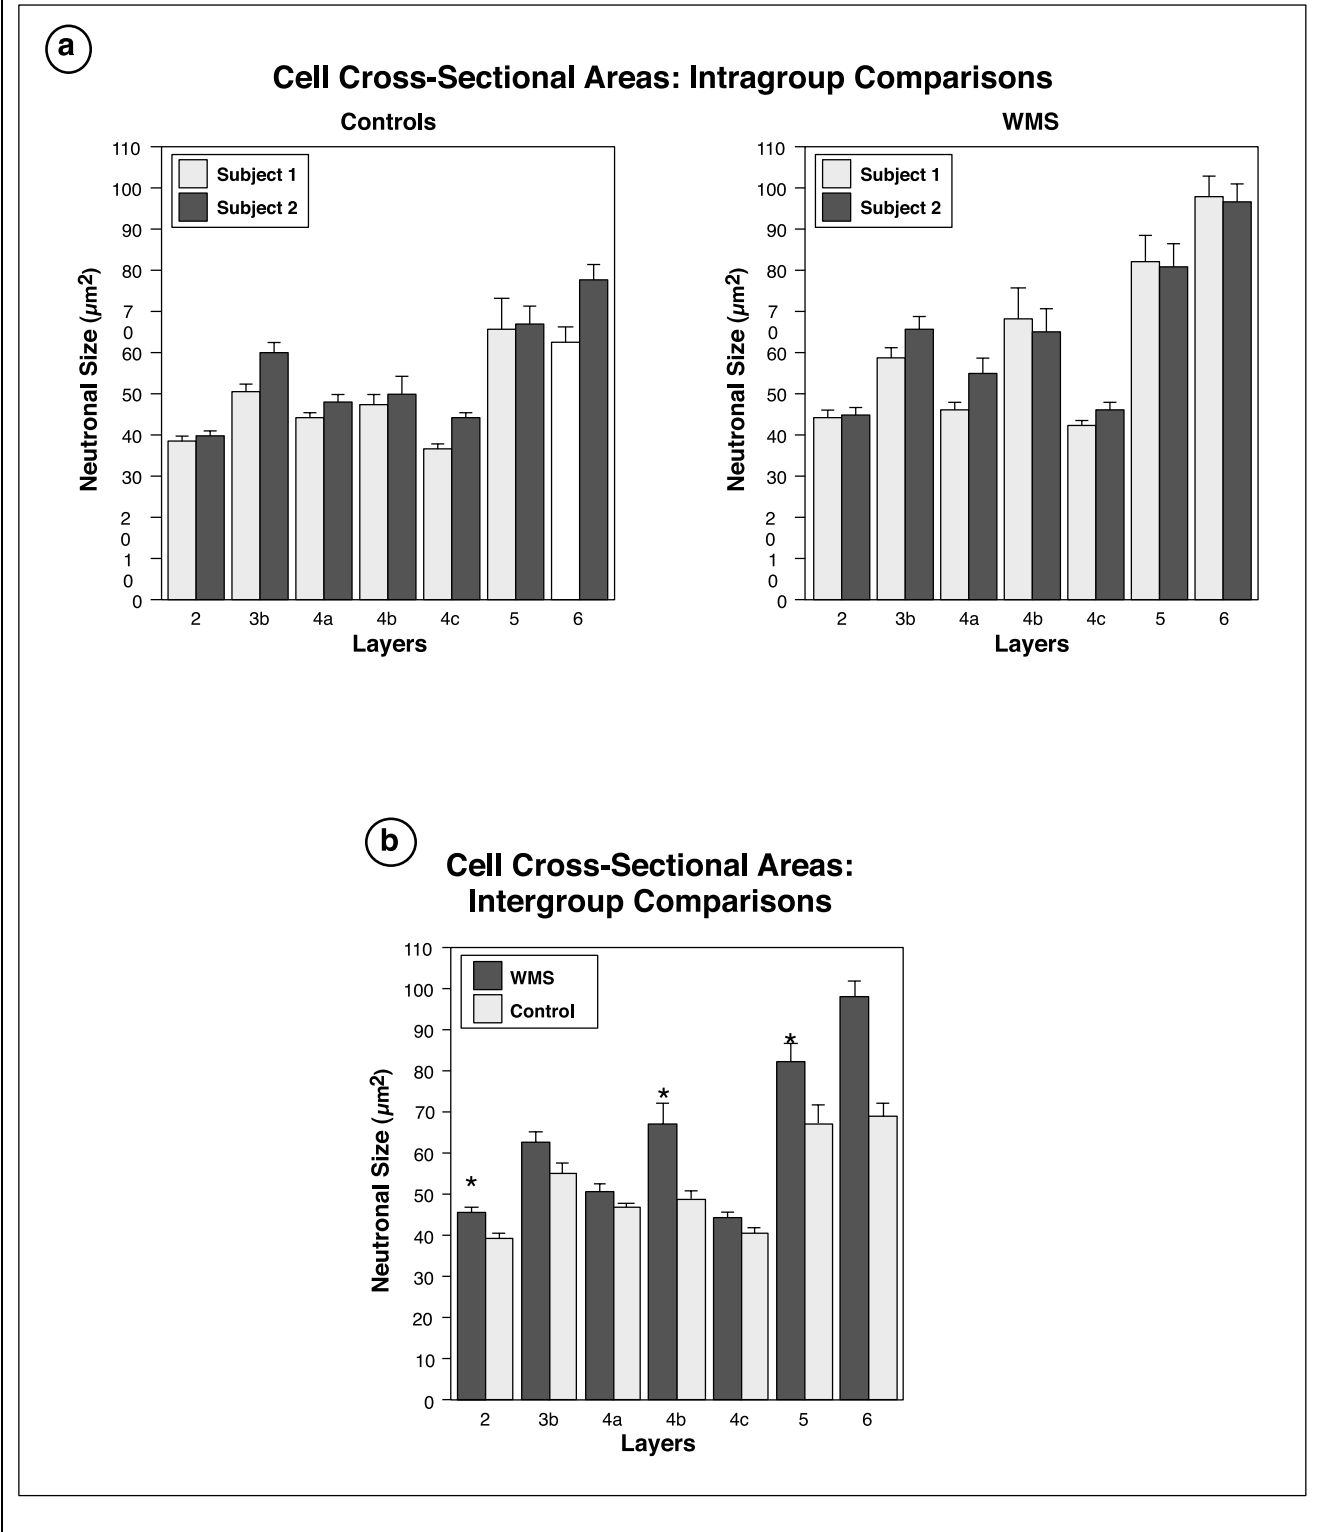 a
Cell Cross-Sectional Areas: Intragroup Comparisons
Controls
110
100
90
80
7
0
60
50
40
30
2
0
1
0
0
Neutronal Size (µm2)
Subject 1
Subject 2
2 3b 4a 4b 4c 5 6
Layers
WMS
110
100
90
80
7
0
60
50
40
30
2
0
1
0
0
Neutronal Size (µm2)
Subject 1
Subject 2
2 3b 4a 4b 4c 5 6
Layers
b
Cell Cross-Sectional Areas:
Intergroup Comparisons
110
100
90
80
70
60
50
40
30
20
10
0
Neutronal Size (µm2)
WMS
Control
*
*
*
2 3b 4a 4b 4c 5 6
Layers